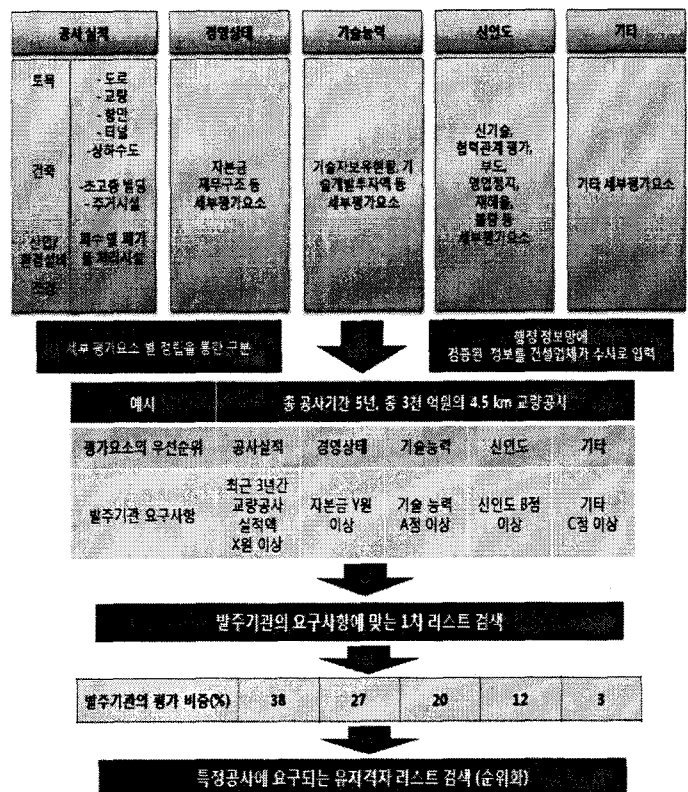 공사실적 경영상태 기술능력 신인도 기타
토목
- 도로
- 교량
- 항만
- 터널
-상하수도
건축
-초고층 빌딩
- 주거시설
산업/
환경설비
폐수 및 폐기
물 처리시설
조경
자본금
재무구조 등
세부평가요소
기술자보유현황, 기
술개발투자액 등
세부평가요소
신기술,
협력관계 평가,
부도,
영업정지,
재해율,
불량 등
세부평가요소
기타 세부평가요소
세부 평가요소 별 정립을 통한 구분
행정 정보망에
검증된 정보를 건설업체가 수시로 입력
예시 총 공사기간 5년, 총 3천 억원의 4.5 km 교량공사
평가요소의 우선순위 공사실적 경영상태 기술능력 신인도 기타
발주기관 요구사항
최근 3년간
교량공사
실적액
X원 이상
자본금 Y원
이상
기술 능력
A점 이상
신인도 B점
이상
기타
C점 이상
발주기관의 요구사항에 맞는 1차 리스트 검색
발주기관의 평가 비중(%) 38 27 20 12 3
특정공사에 요구되는 유자격자 리스트 검색 (순위화)